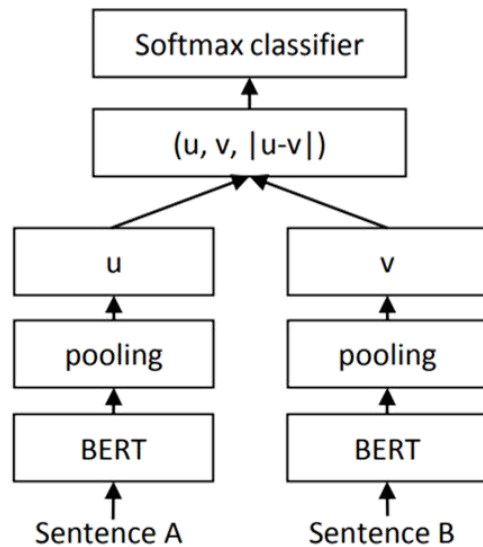 Softmax classifier
(u, v, |u-v|)
u
v
pooling
pooling
BERT
BERT
Sentence A
Sentence B